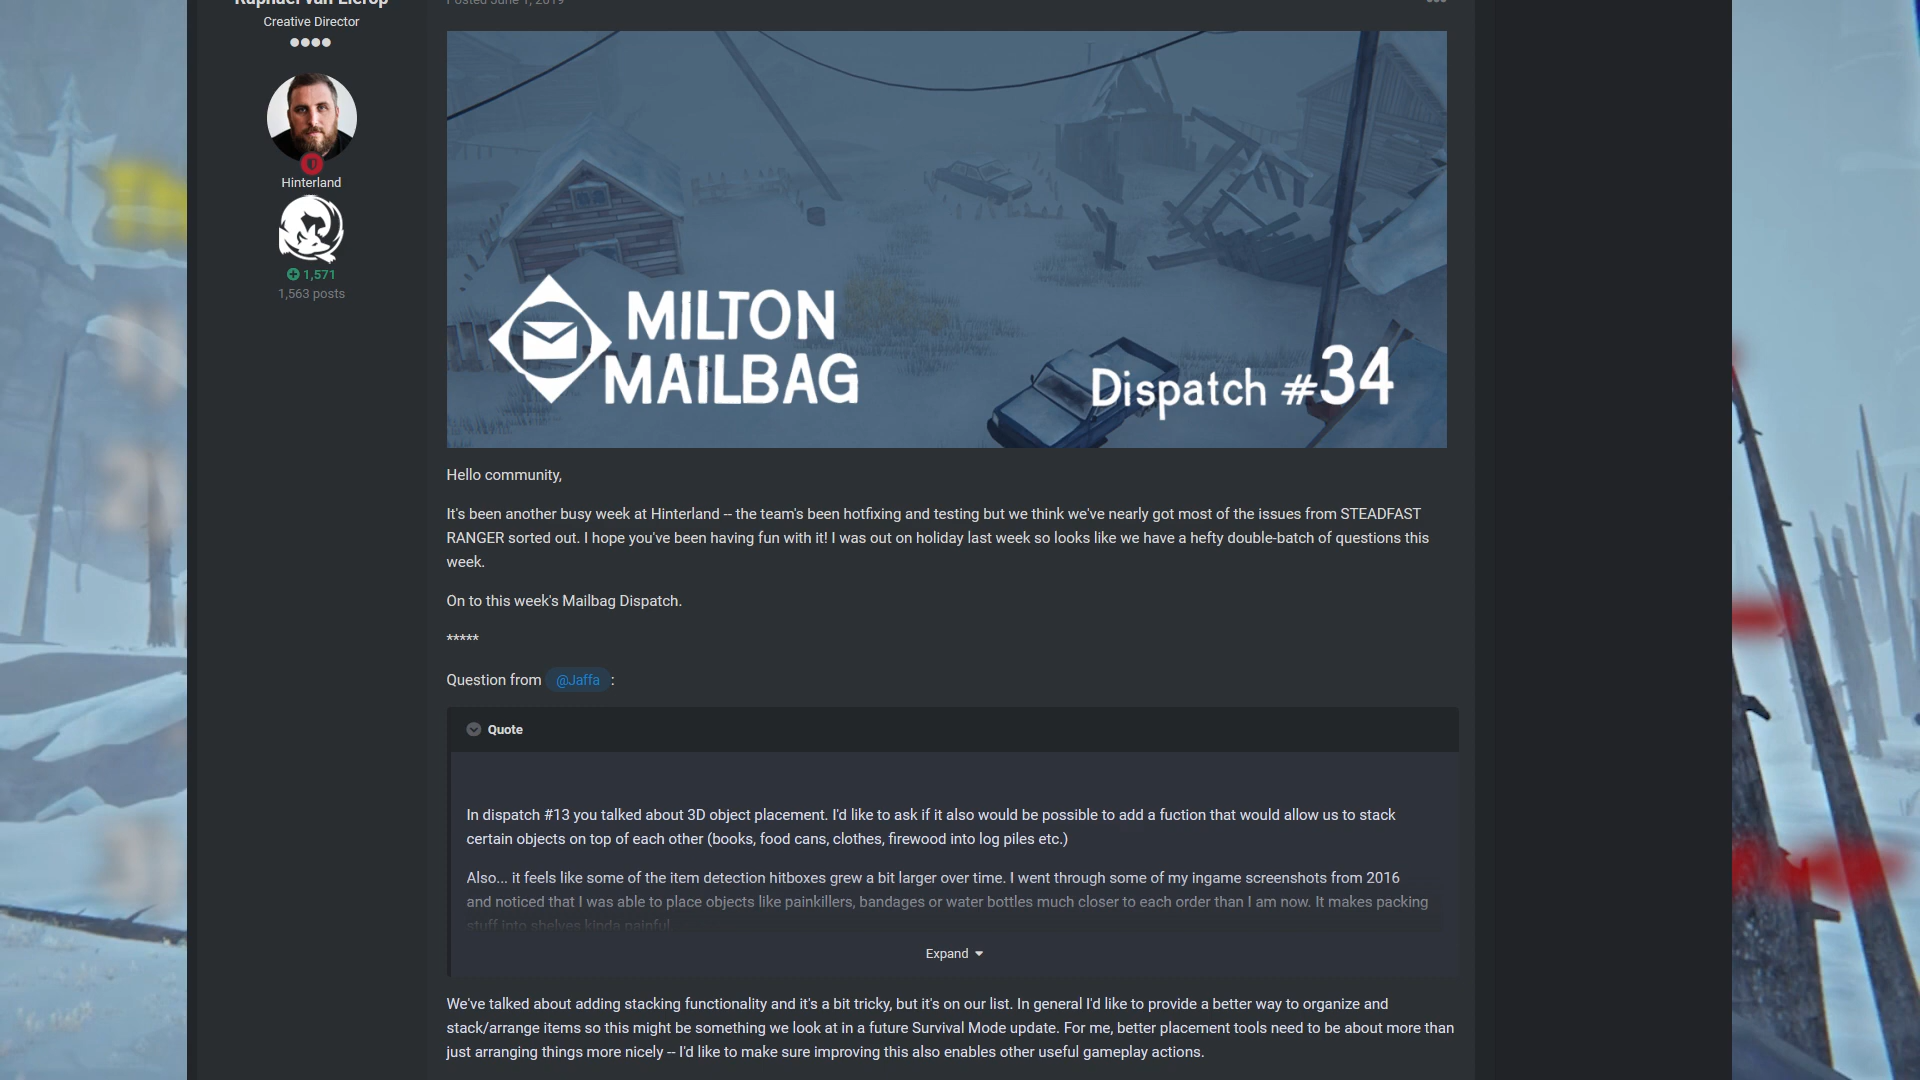 Raphael van Lierop
Posted June 1, 2019
Creative Director
Hinterland
1,571
1,563 posts
MILTON
MAILBAG
Dispatch #34
Hello community,
It's been another busy week at Hinterland -- the team's been hotfixing and testing but we think we've nearly got most of the issues from STEADFAST
RANGER sorted out. I hope you've been having fun with it! I was out on holiday last week so looks like we have a hefty double-batch of questions this
week.
On to this week's Mailbag Dispatch.
*****
Question from @Jaffa :
Quote
In dispatch #13 you talked about 3D object placement. I'd like to ask if it also would be possible to add a fuction that would allow us to stack
certain objects on top of each other (books, food cans, clothes, firewood into log piles etc.)
Also... it feels like some of the item detection hitboxes grew a bit larger over time. I went through some of my ingame screenshots from 2016
and noticed that I was able to place objects like painkillers, bandages or water bottles much closer to each order than I am now. It makes packing
stuff into shelves kinda painful
Expand
We've talked about adding stacking functionality and it's a bit tricky, but it's on our list. In general I'd like to provide a better way to organize and
stack/arrange items so this might be something we look at in a future Survival Mode update. For me, better placement tools need to be about more than
just arranging things more nicely -- I'd like to make sure improving this also enables other useful gameplay actions.